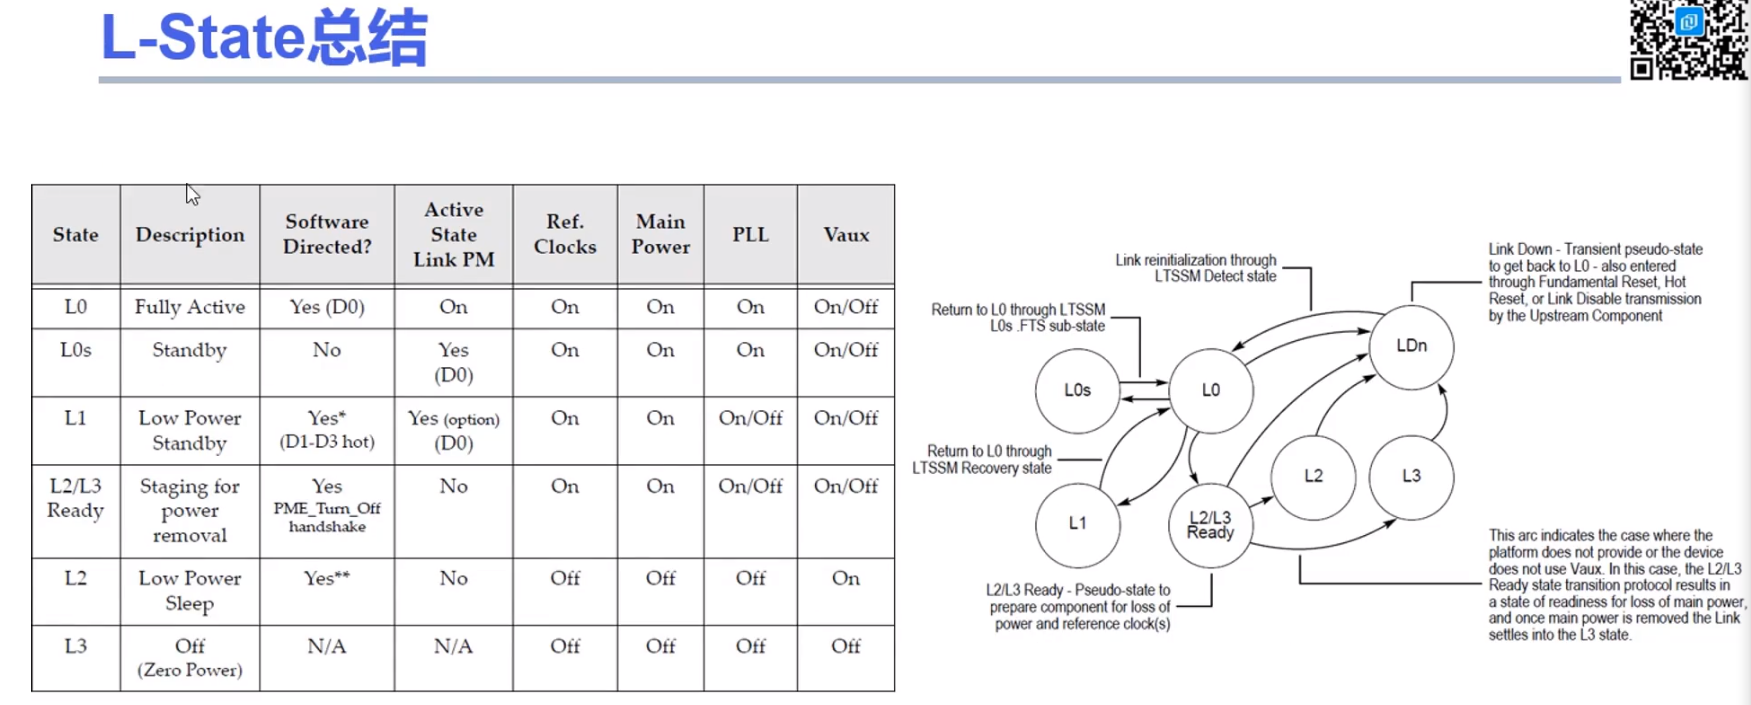 L-State总结
State
Description
Software
Directed?
Active
State
Link PM
Ref.
Clocks
Main
Power
PLL
Vaux
L0
Fully Active
Yes (D0)
On
On
On
On
On/Off
L0s
Standby
No
Yes
(D0)
On
On
On
On/Off
L1
Low Power
Standby
Yes*
(D1-D3 hot)
Yes (option)
(D0)
On
On
On/Off
On/Off
L2/L3
Ready
Staging for
power
removal
Yes
PME_Turn_Off
handshake
No
On
On
On/Off
On/Off
L2
Low Power
Sleep
Yes**
No
Off
Off
Off
On
L3
Off
(Zero Power)
N/A
N/A
Off
Off
Off
Off
Link reinitialization through
LTSSM Detect state
Link Down - Transient pseudo-state
to get back to L0 - also entered
through Fundamental Reset, Hot
Reset, or Link Disable transmission
by the Upstream Component
Return to L0 through LTSSM
L0s .FTS sub-state
LDn
L0s
L0
Return to L0 through
LTSSM Recovery state
L2
L3
L1
L2/L3
Ready
L2/L3 Ready - Pseudo-state to
prepare component for loss of
power and reference clock(s)
This arc indicates the case where the
platform does not provide or the device
does not use Vaux. In this case, the L2/L3
Ready state transition protocol results in
a state of readiness for loss of main power,
and once main power is removed the Link
settles into the L3 state.